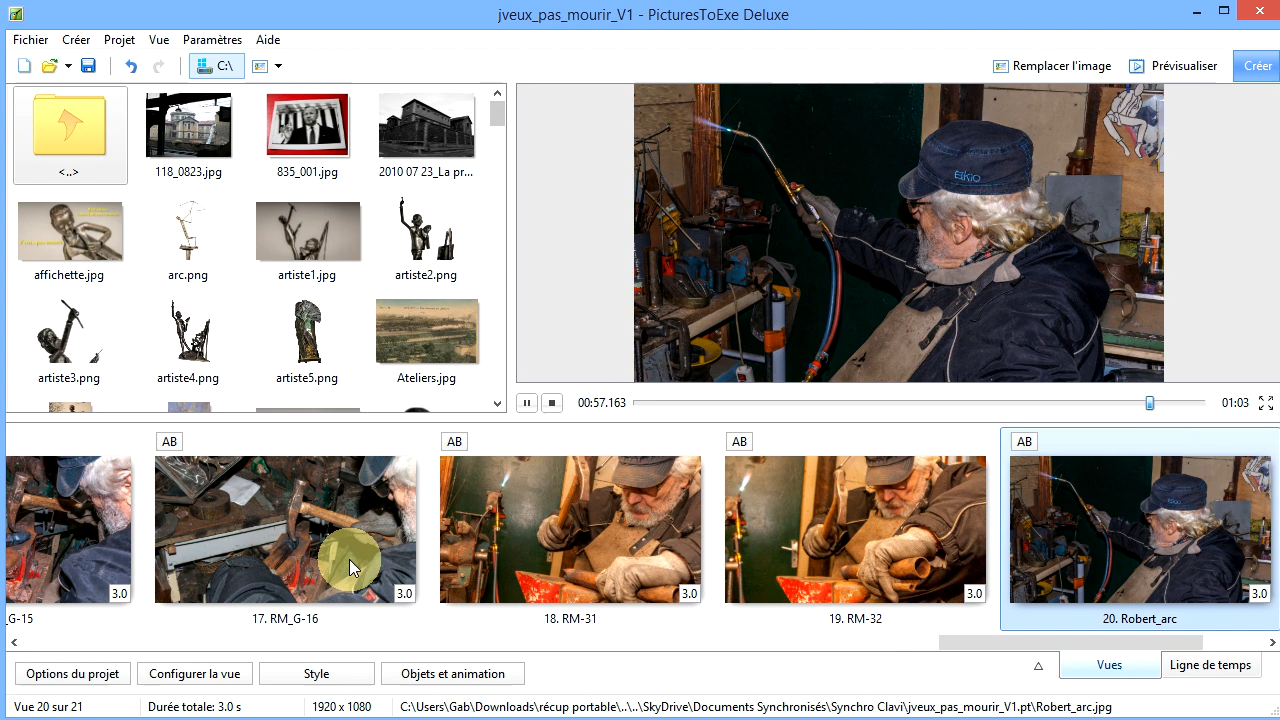 jveux_pas_mourir_V1 - PicturesToExe Deluxe
Fichier Créer Projet Vue Paramètres Aide
C:\ Remplacer l'image Prévisualiser Créer
<..> 118_0823.jpg 835_001.jpg 2010 07 23_La pr...
affichette.jpg arc.png artiste1.jpg artiste2.png
artiste3.png artiste4.png artiste5.png Ateliers.jpg
00:57.163 01:03
AB AB AB AB
3.0 3.0 3.0 3.0 3.0
_G-15 17. RM_G-16 18. RM-31 19. RM-32 20. Robert_arc
Options du projet Configurer la vue Style Objets et animation Vues Ligne de temps
Vue 20 sur 21 Durée totale: 3.0 s 1920 x 1080 C:\Users\Gab\Downloads\récup portable\..\..\SkyDrive\Documents Synchronisés\Synchro Clavi\jveux_pas_mourir_V1.pt\Robert_arc.jpg